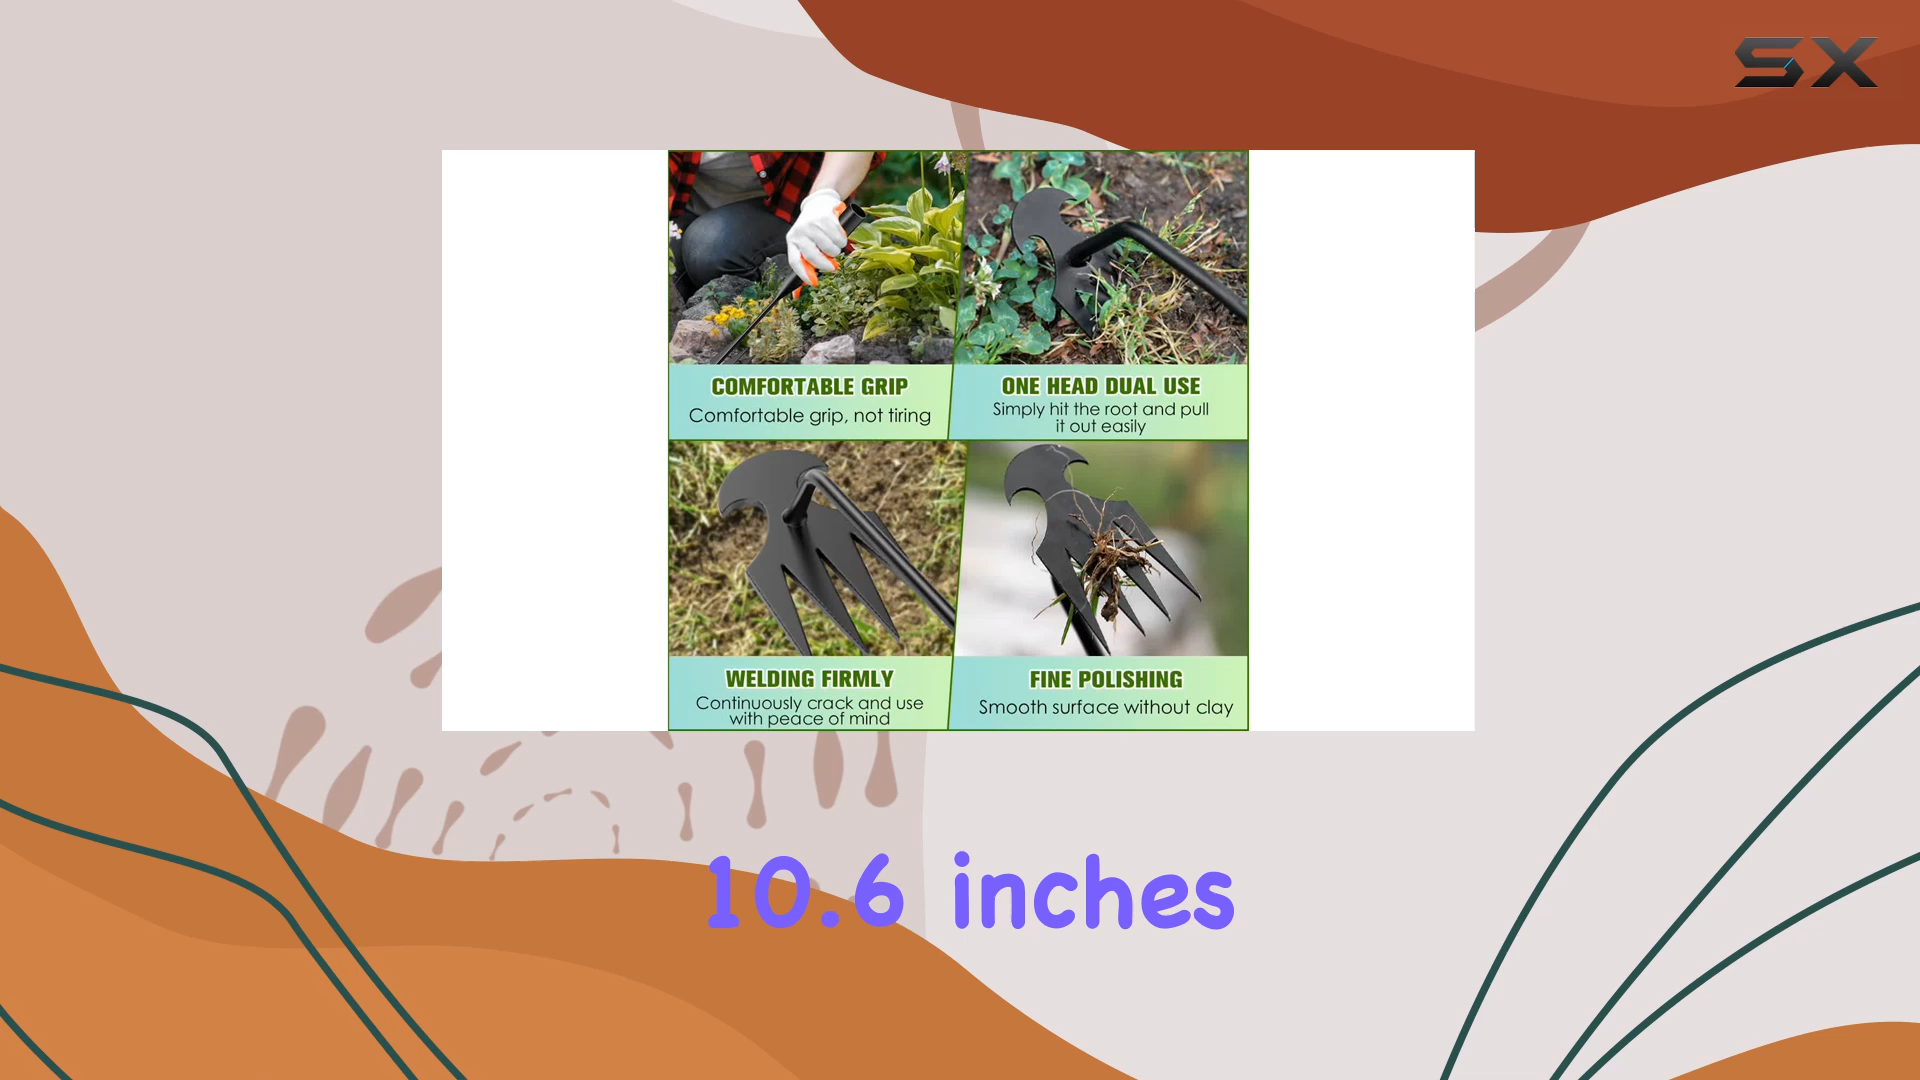 SX
COMFORTABLE GRIP
Comfortable grip, not tiring
ONE HEAD DUAL USE
Simply hit the root and pull
it out easily
WELDING FIRMLY
Continuously crack and use
with peace of mind
FINE POLISHING
Smooth surface without clay
10.6 inches